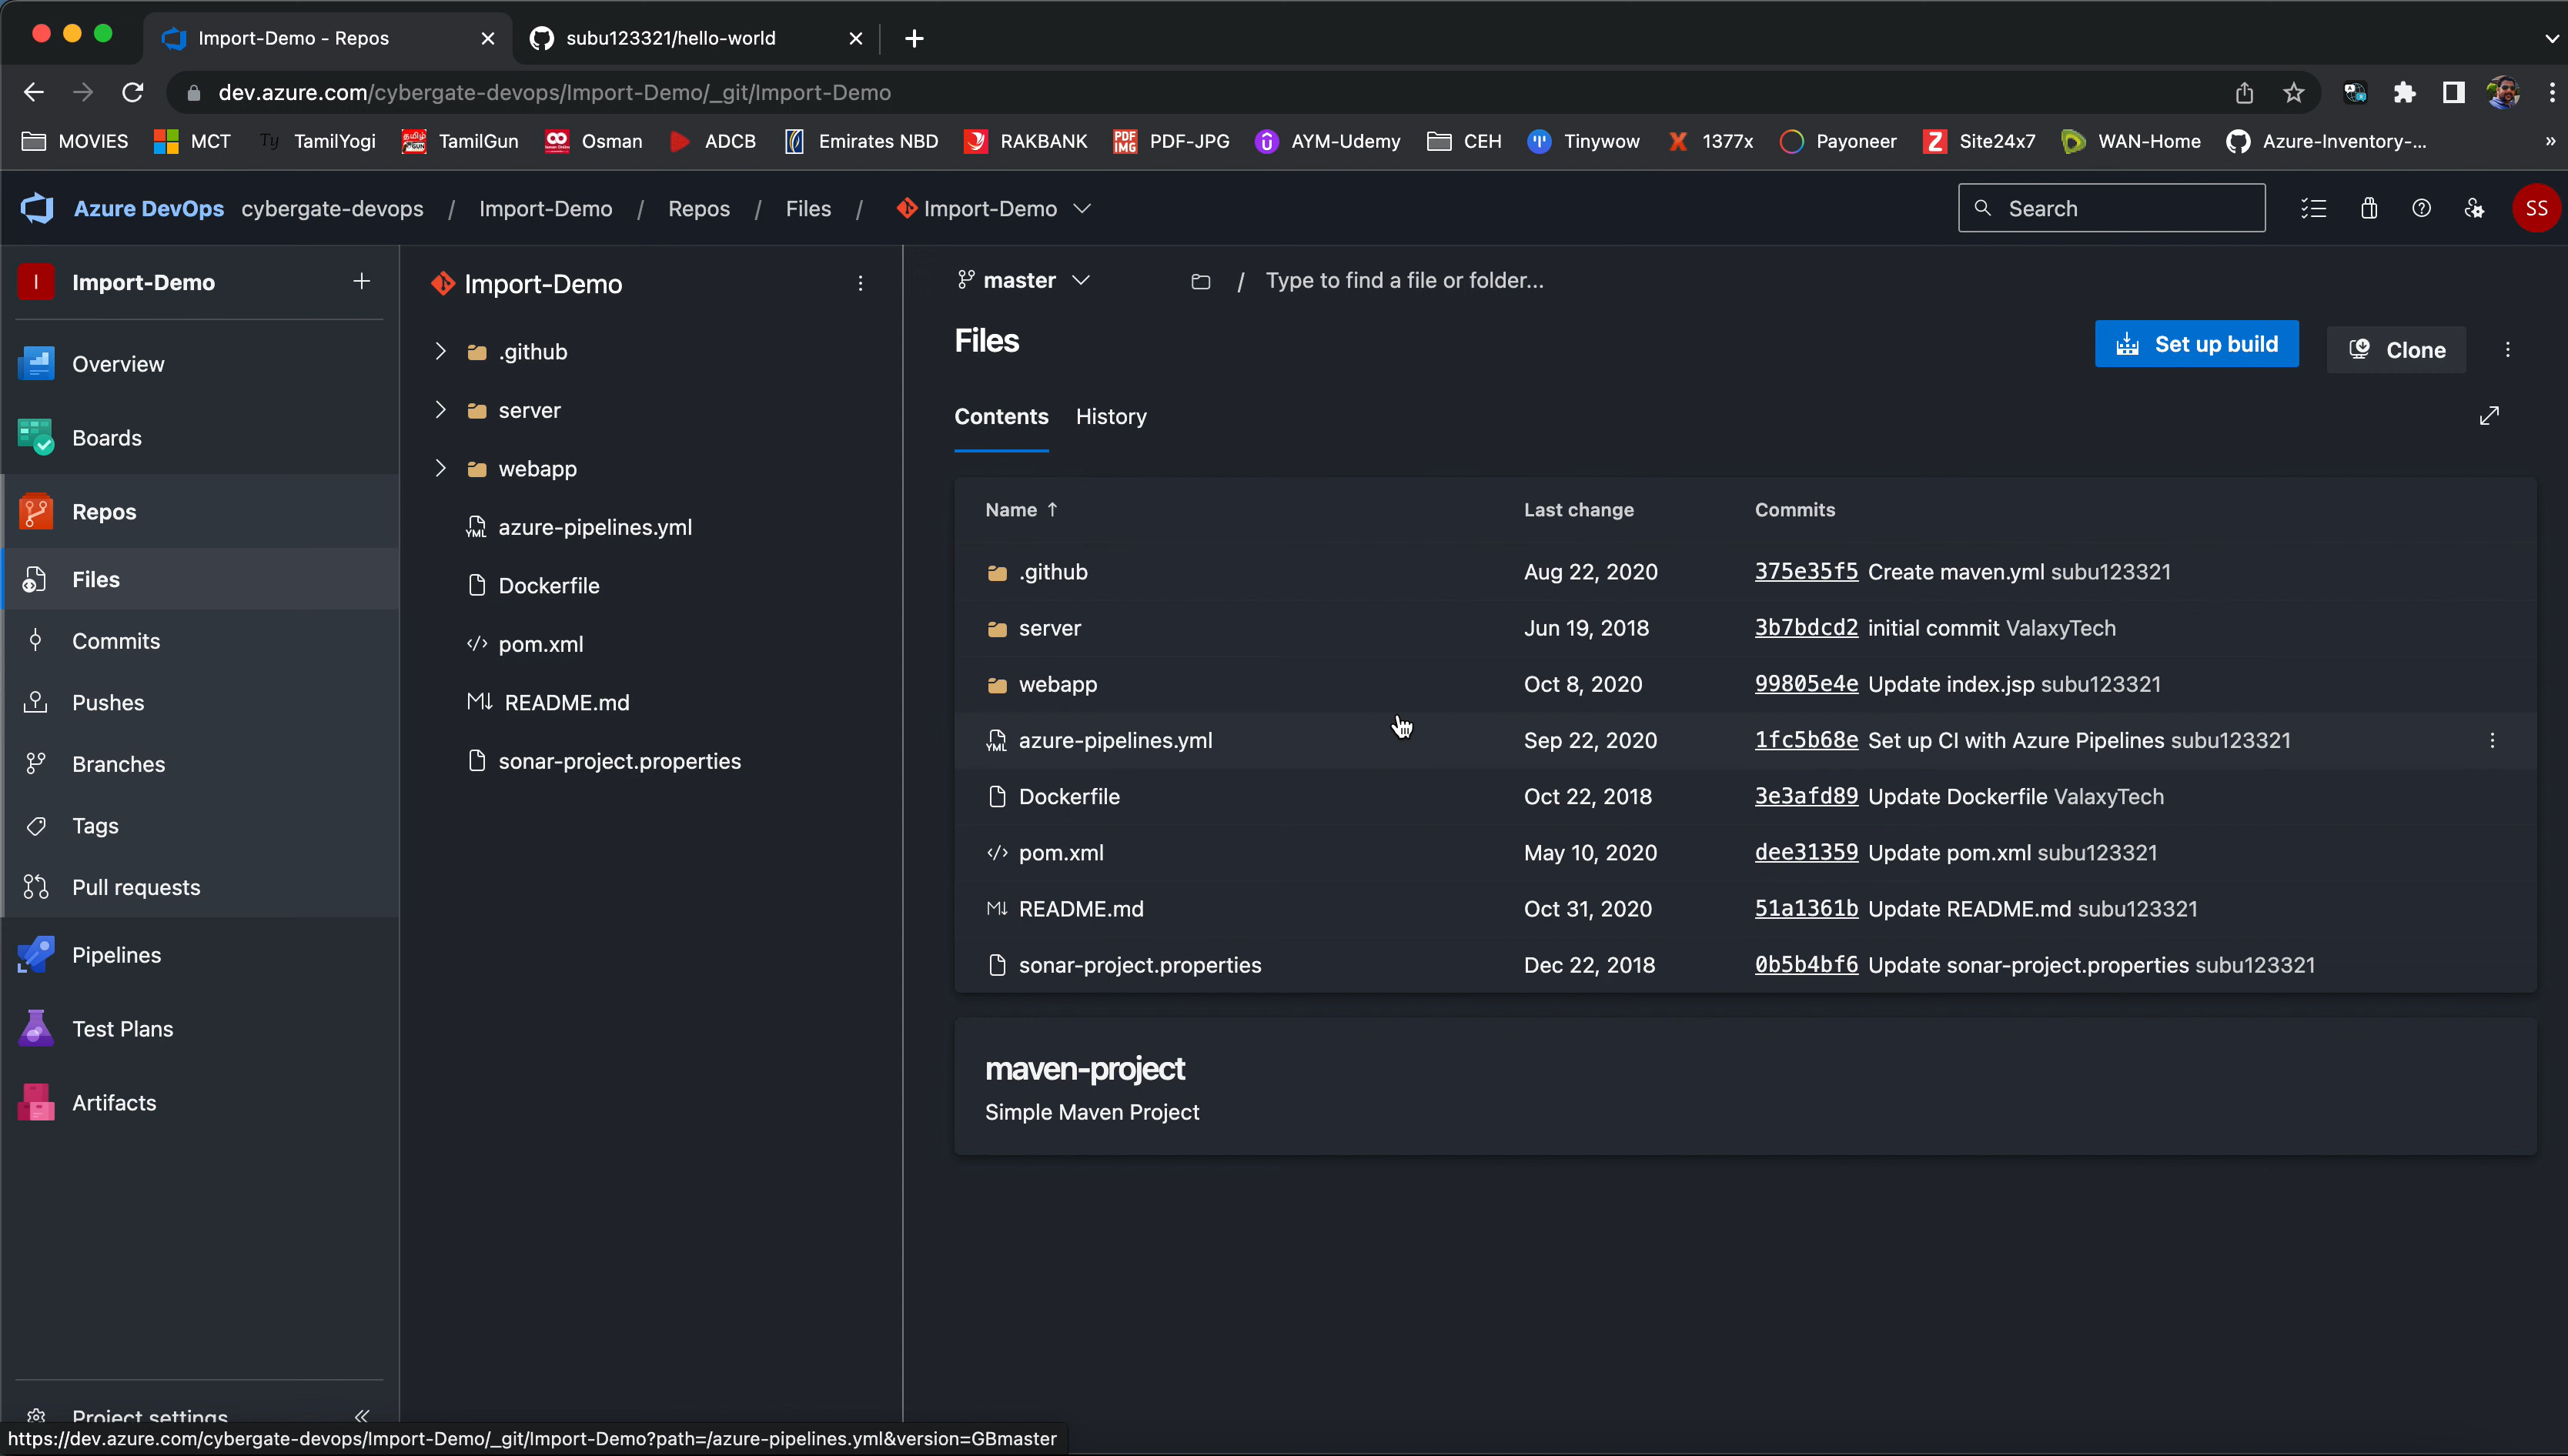 Import-Demo - Repos
subu123321/hello-world
dev.azure.com/cybergate-devops/Import-Demo/_git/Import-Demo
MOVIES MCT Ty TamilYogi TamilGun Osman ADCB Emirates NBD RAKBANK PDF IMG PDF-JPG AYM-Udemy CEH Tinywow 1377x Payoneer Site24x7 WAN-Home Azure-Inventory-...
Azure DevOps cybergate-devops / Import-Demo / Repos / Files / Import-Demo
Search
SS
I Import-Demo
Overview
Boards
Repos
Files
Commits
Pushes
Branches
Tags
Pull requests
Pipelines
Test Plans
Artifacts
Project settings
Import-Demo
.github
server
webapp
YML azure-pipelines.yml
Dockerfile
</> pom.xml
M↓ README.md
sonar-project.properties
master
/ Type to find a file or folder...
Files
Set up build
Clone
Contents History
Name ↑ Last change Commits
.github Aug 22, 2020 375e35f5 Create maven.yml subu123321
server Jun 19, 2018 3b7bdcd2 initial commit ValaxyTech
webapp Oct 8, 2020 99805e4e Update index.jsp subu123321
YML azure-pipelines.yml Sep 22, 2020 1fc5b68e Set up CI with Azure Pipelines subu123321
Dockerfile Oct 22, 2018 3e3afd89 Update Dockerfile ValaxyTech
</> pom.xml May 10, 2020 dee31359 Update pom.xml subu123321
M↓ README.md Oct 31, 2020 51a1361b Update README.md subu123321
sonar-project.properties Dec 22, 2018 0b5b4bf6 Update sonar-project.properties subu123321
maven-project
Simple Maven Project
https://dev.azure.com/cybergate-devops/Import-Demo/_git/Import-Demo?path=/azure-pipelines.yml&version=GBmaster